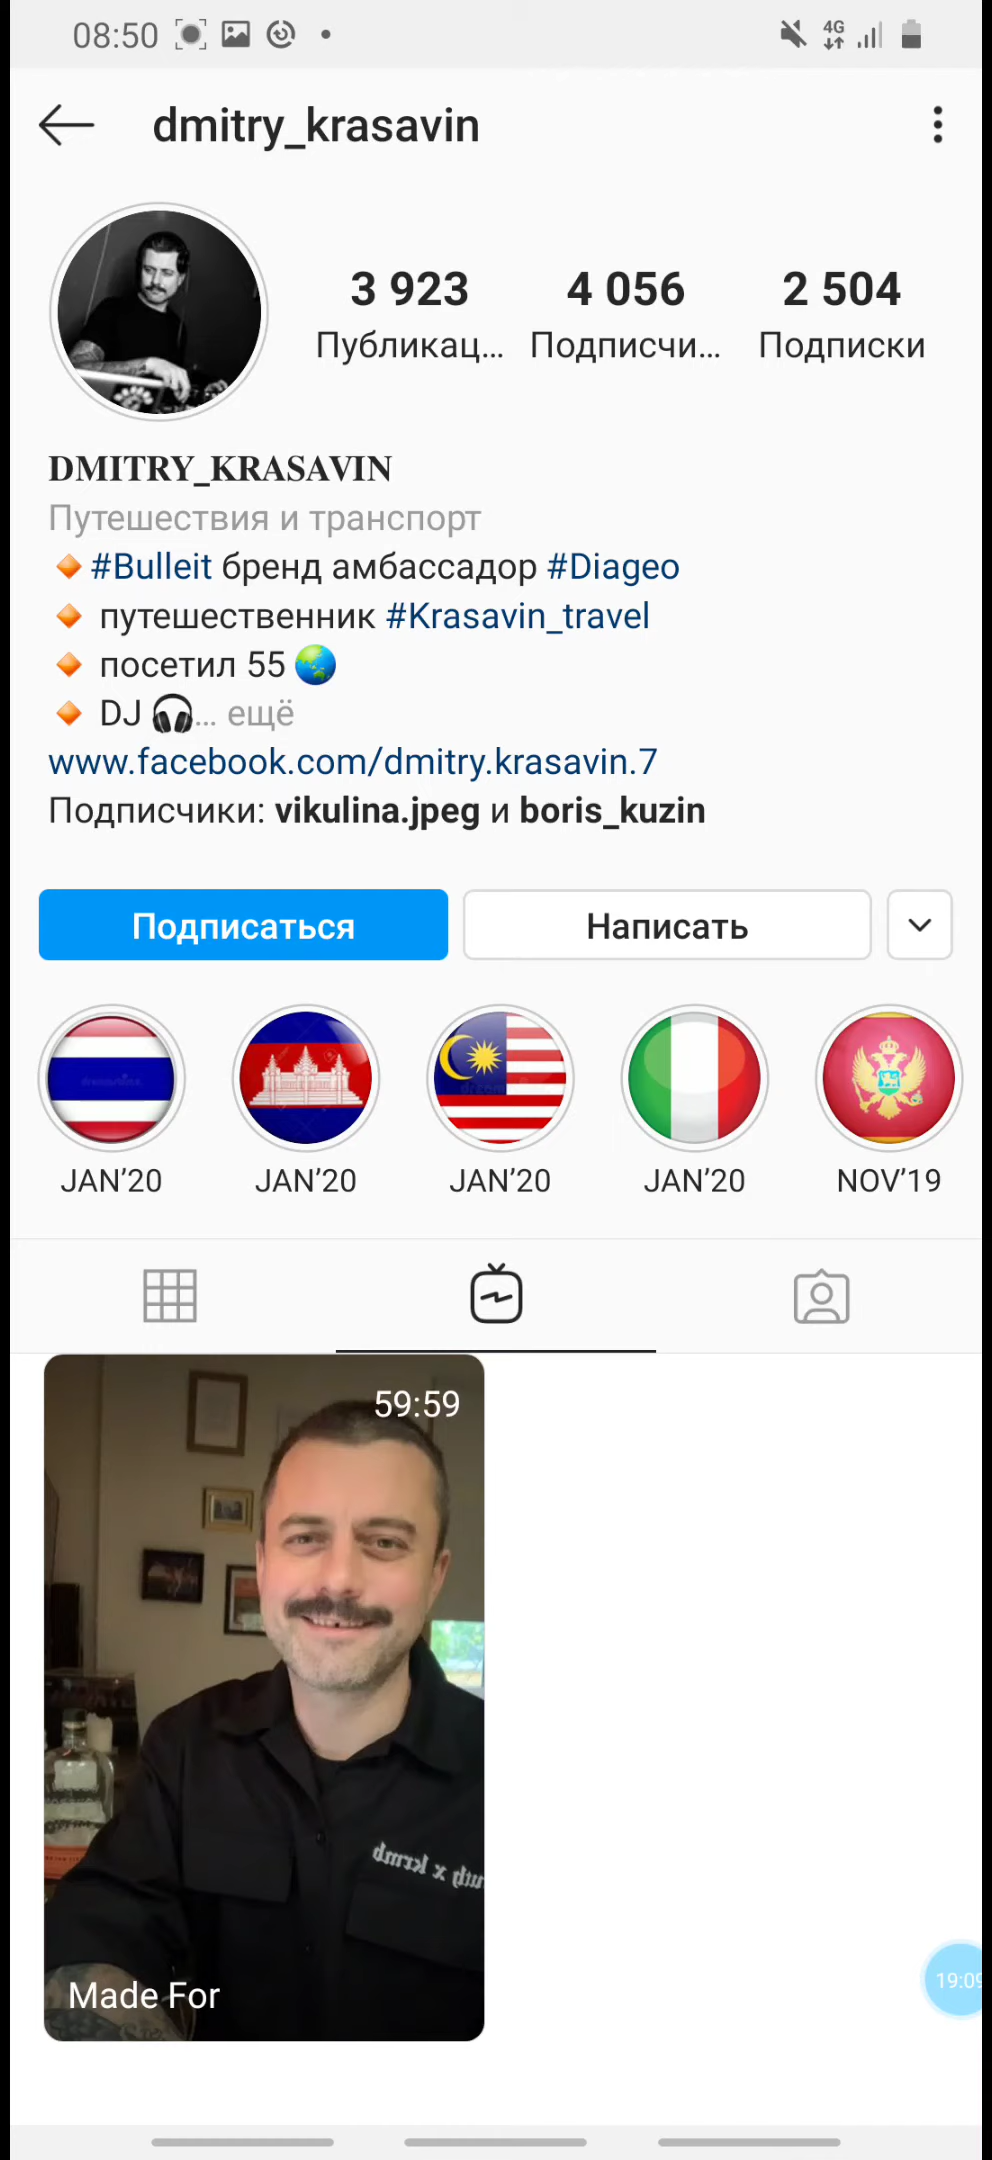 08:50
4G
dmitry_krasavin
3 923 4 056 2 504
Публикац... Подписчи... Подписки
DMITRY_KRASAVIN
Путешествия и транспорт
🔸#Bulleit бренд амбассадор #Diageo
🔸 путешественник #Krasavin_travel
🔸 посетил 55 🌏
🔸 DJ 🎧... ещё
www.facebook.com/dmitry.krasavin.7
Подписчики: vikulina.jpeg и boris_kuzin
Подписаться Написать
JAN’20 JAN’20 JAN’20 JAN’20 NOV’19
59:59
Made For
19:09